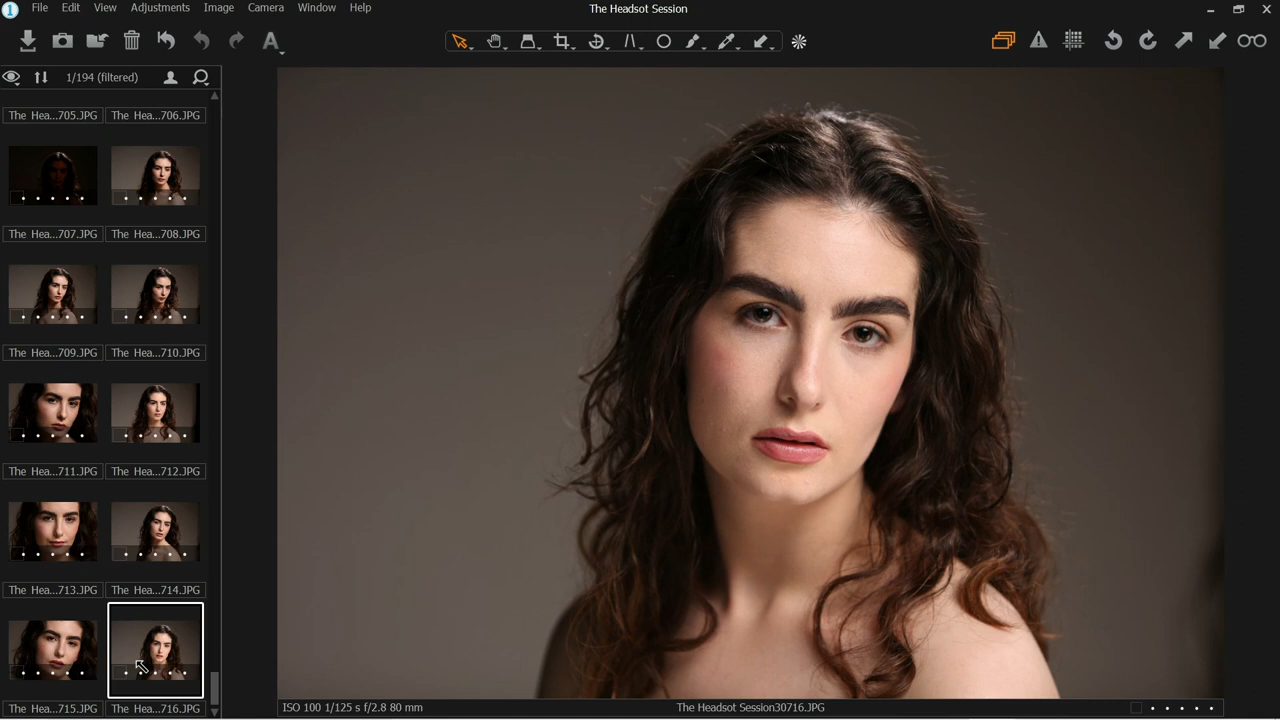 File Edit View Adjustments Image Camera Window Help
The Headsot Session
A
1/194 (filtered)
The Hea...705.JPG The Hea...706.JPG
The Hea...707.JPG The Hea...708.JPG
The Hea...709.JPG The Hea...710.JPG
The Hea...711.JPG The Hea...712.JPG
The Hea...713.JPG The Hea...714.JPG
The Hea...715.JPG The Hea...716.JPG
ISO 100 1/125 s f/2.8 80 mm
The Headsot Session30716.JPG